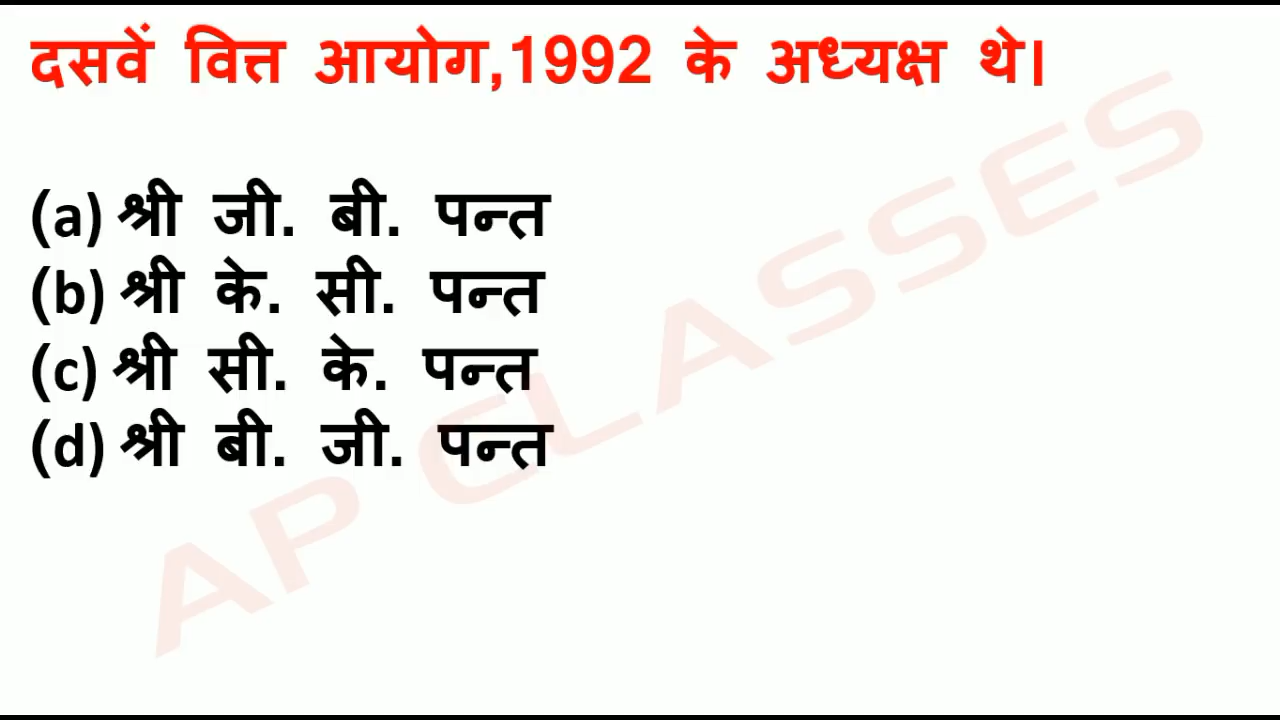 दसवें वित्त आयोग,1992 के अध्यक्ष थे।
(a) श्री जी. बी. पन्त
(b) श्री के. सी. पन्त
(c) श्री सी. के. पन्त
(d) श्री बी. जी. पन्त
AP CLASSES